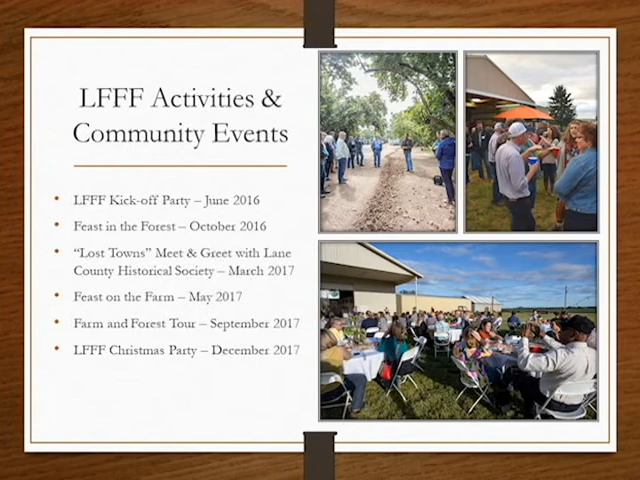 LFFF Activities &
Community Events
• LFFF Kick-off Party – June 2016
• Feast in the Forest – October 2016
• “Lost Towns” Meet & Greet with Lane
County Historical Society – March 2017
• Feast on the Farm – May 2017
• Farm and Forest Tour – September 2017
• LFFF Christmas Party – December 2017